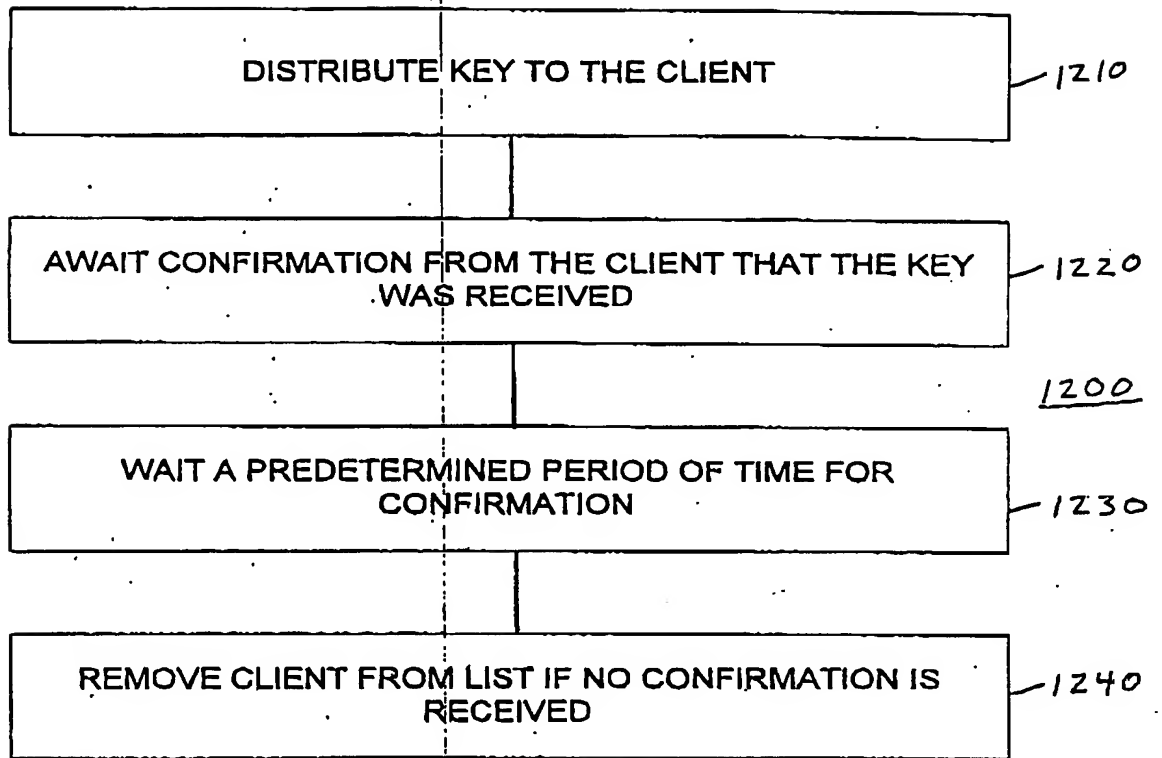 DISTRIBUTE KEY TO THE CLIENT
1210
AWAIT CONFIRMATION FROM THE CLIENT THAT THE KEY
WAS RECEIVED
1220
1200
WAIT A PREDETERMINED PERIOD OF TIME FOR
CONFIRMATION
1230
REMOVE CLIENT FROM LIST IF NO CONFIRMATION IS
RECEIVED
1240